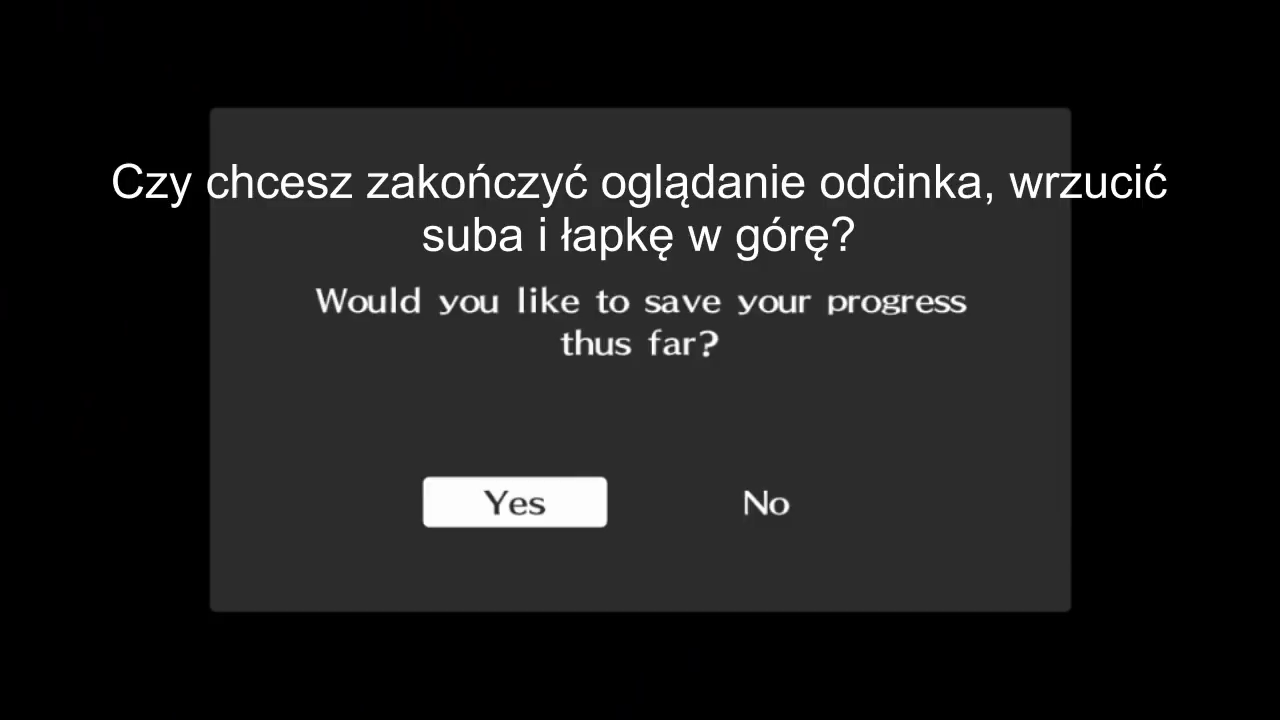 Czy chcesz zakończyć oglądanie odcinka, wrzucić
suba i łapkę w górę?
Would you like to save your progress
thus far?
Yes No